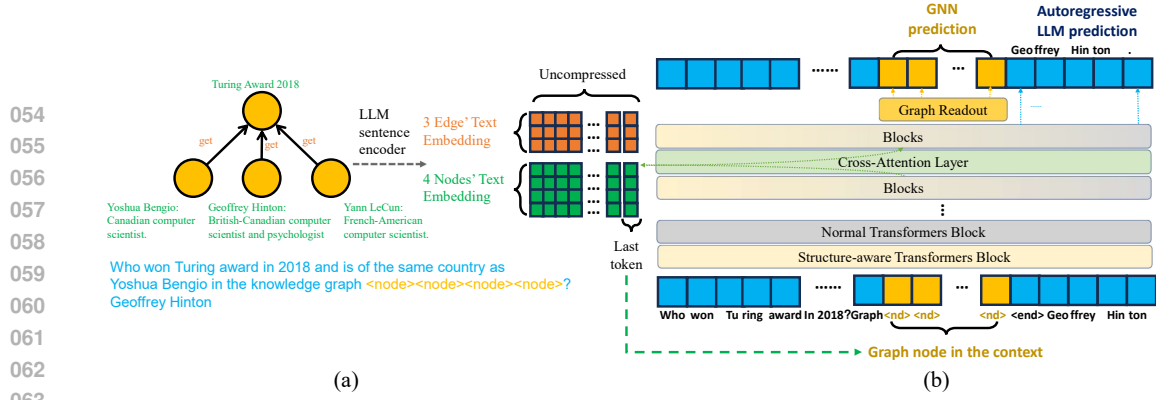 054
055
056
057
058
059
060
061
062
Turing Award 2018
get
get
get
Yoshua Bengio:
Canadian computer
scientist.
Geoffrey Hinton:
British-Canadian computer
scientist and psychologist
Yann LeCun:
French-American
computer scientist.
Who won Turing award in 2018 and is of the same country as
Yoshua Bengio in the knowledge graph <node><node><node><node>?
Geoffrey Hinton
(a)
LLM
sentence
encoder
Uncompressed
3 Edge' Text
Embedding
4 Nodes' Text
Embedding
Last
token
GNN
prediction
Autoregressive
LLM prediction
Geoffrey Hin ton .
Graph Readout
Blocks
Cross-Attention Layer
Blocks
Normal Transformers Block
Structure-aware Transformers Block
Who won Tu ring award In 2018? Graph <nd> <nd> <nd> <end> Geoffrey Hin ton
Graph node in the context
(b)